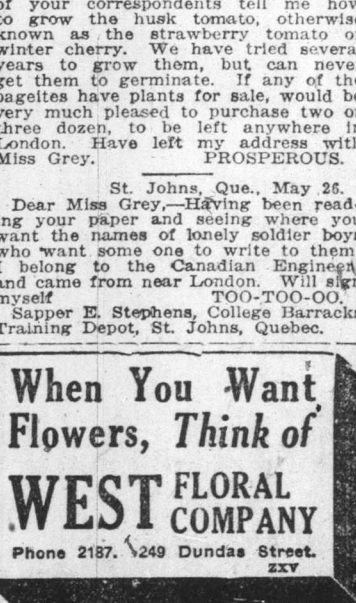 of your correspondents tell me how
to grow the husk tomato, otherwise
known as the strawberry tomato or
winter cherry. We have tried several
years to grow them, but can never
get them to germinate. If any of the
pageites have plants for sale, would be
very much pleased to purchase two or
three dozen, to be left anywhere in
London. Have left my address with
Miss Grey. PROSPEROUS.
St. Johns, Que., May 26.
Dear Miss Grey,—Having been read-
ing your paper and seeing where you
want the names of lonely soldier boys
who want some one to write to them,
I belong to the Canadian Engineers
and came from near London. Will sign
myself TOO-TOO-OO.
Sapper E. Stephens, College Barracks,
Training Depot, St. Johns, Quebec.
When You Want
Flowers, Think of
WEST FLORAL
COMPANY
Phone 2187. 249 Dundas Street.
zxv